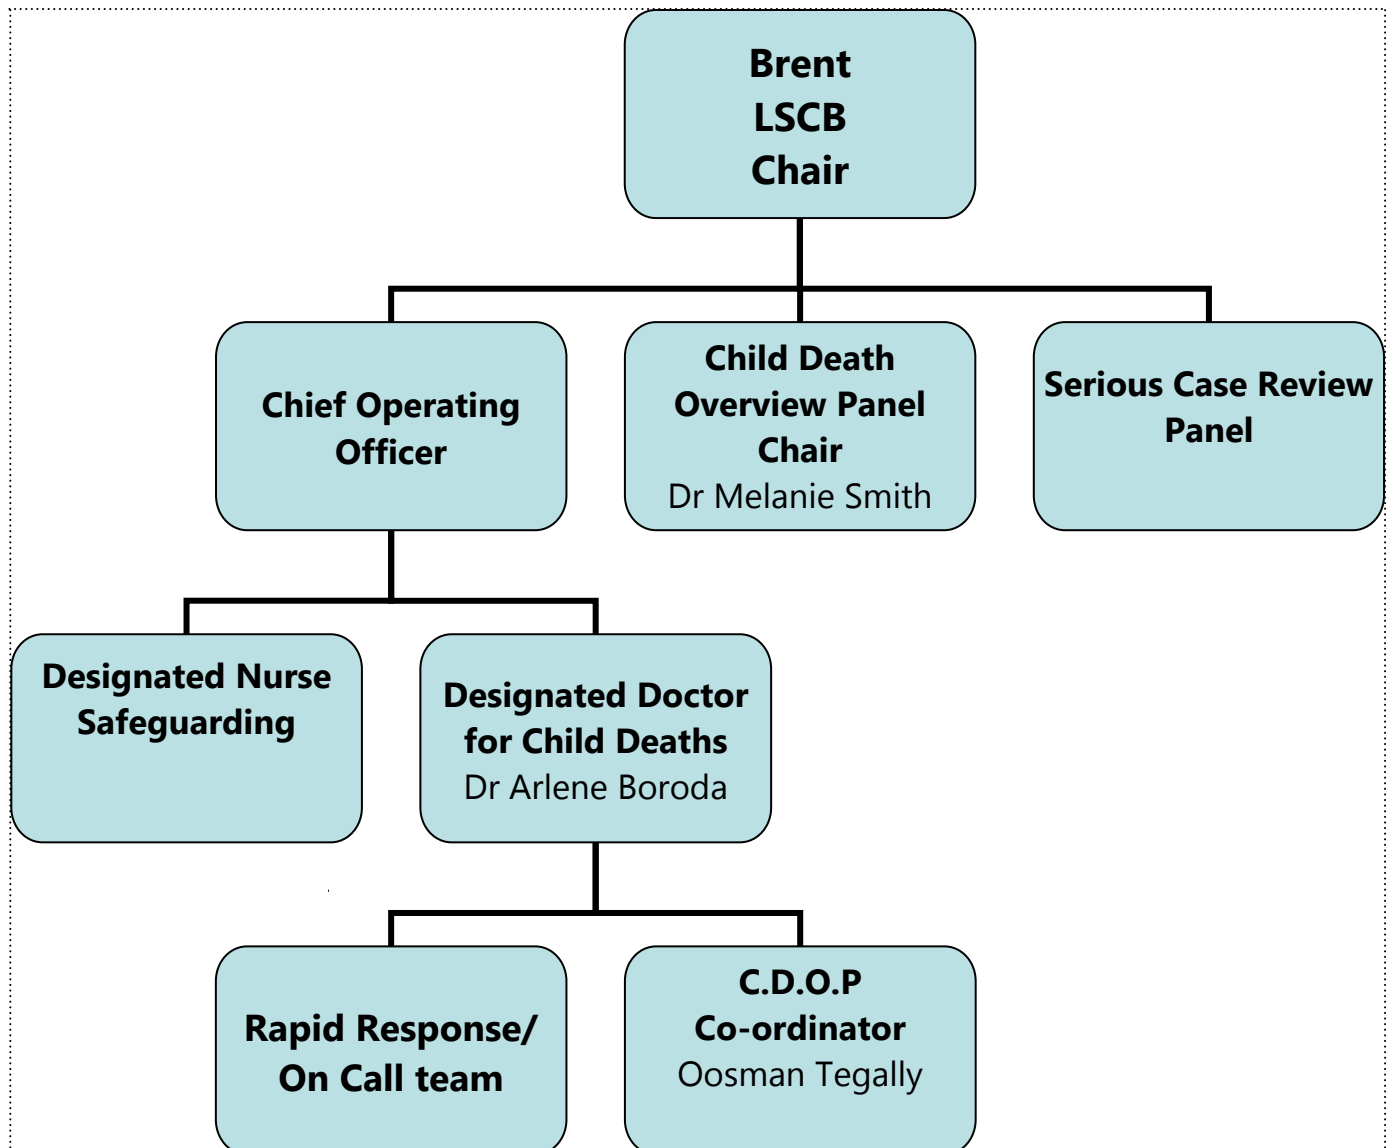 Brent
LSCB
Chair
Chief Operating
Officer
Child Death
Overview Panel
Chair
Dr Melanie Smith
Serious Case Review
Panel
Designated Nurse
Safeguarding
Designated Doctor
for Child Deaths
Dr Arlene Boroda
Rapid Response/
On Call team
C.D.O.P
Co-ordinator
Oosman Tegally